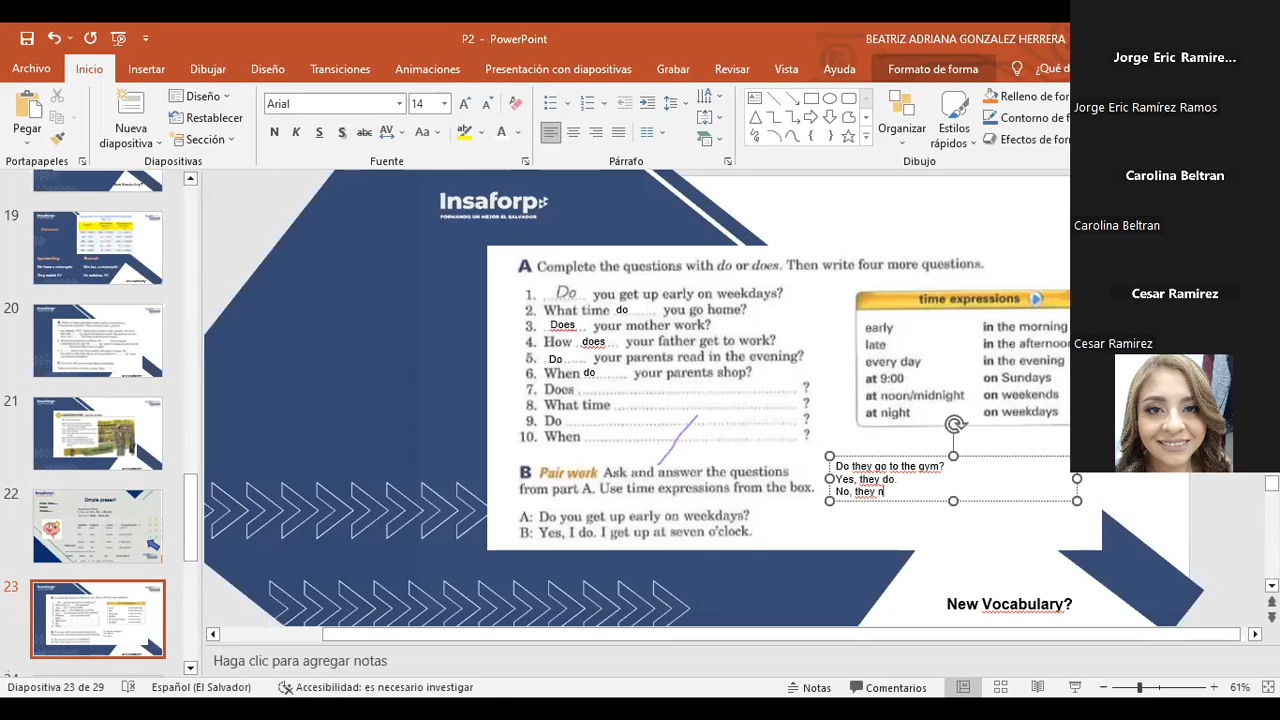 P2 - PowerPoint
BEATRIZ ADRIANA GONZALEZ HERRERA
Archivo Inicio Insertar Dibujar Diseño Transiciones Animaciones Presentación con diapositivas Grabar Revisar Vista Ayuda Formato de forma ¿Qué d
Pegar
Nueva diapositiva
Diseño
Restablecer
Sección
Arial 14
N K S S abc AV Aa A
Organizar
Estilos rápidos
Relleno de for
Contorno de f
Efectos de for
Portapapeles Diapositivas Fuente Párrafo Dibujo
19
20
21
22
Simple present
23
Insaforp
FORMANDO UN MEJOR EL SALVADOR
A Complete the questions with do or does. Then write four more questions.
1. Do you get up early on weekdays?
2. What time do you go home?
3. Does your mother work?
4. How does your father get to work?
5. Do your parents read in the evening?
6. When do your parents shop?
7. Does ?
8. What time ?
9. Do ?
10. When ?
time expressions
early in the morning
late in the afternoo
every day in the evening
at 9:00 on Sundays
at noon/midnight on weekends
at night on weekdays
B Pair work Ask and answer the questions
from part A. Use time expressions from the box.
A: Do you get up early on weekdays?
B: Yes, I do. I get up at seven o'clock.
Do they go to the gym?
Yes, they do.
No, they n
New Vocabulary?
Haga clic para agregar notas
Diapositiva 23 de 29 Español (El Salvador) Accesibilidad: es necesario investigar Notas Comentarios 61%
Jorge Eric Ramíre...
Jorge Eric Ramírez Ramos
Carolina Beltran
Carolina Beltran
Cesar Ramirez
Cesar Ramirez